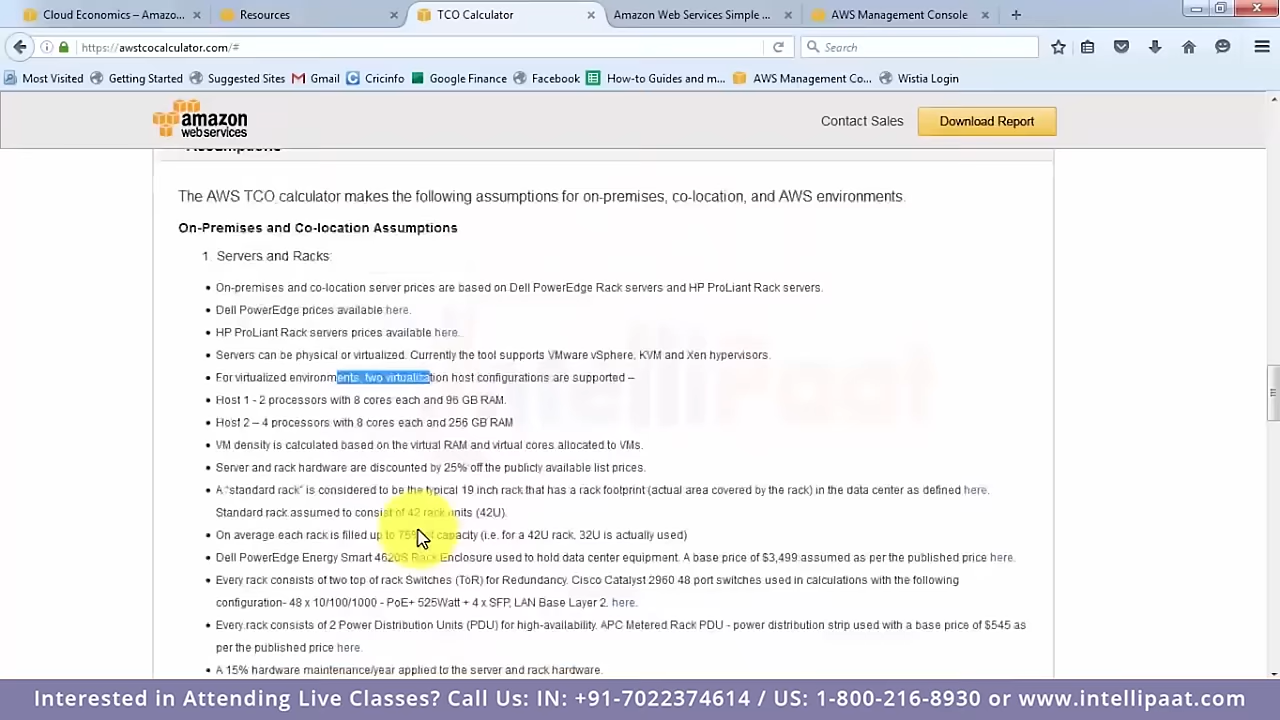 Cloud Economics – Amazo...
Resources
TCO Calculator
Amazon Web Services Simple ...
AWS Management Console
https://awstcocalculator.com/#
Search
Most Visited
Getting Started
Suggested Sites
Gmail
Cricinfo
Google Finance
Facebook
How-to Guides and m...
AWS Management Co...
Wistia Login
amazon
web services
Contact Sales
Download Report
Assumptions
The AWS TCO calculator makes the following assumptions for on-premises, co-location, and AWS environments.
On-Premises and Co-location Assumptions
1. Servers and Racks:
• On-premises and co-location server prices are based on Dell PowerEdge Rack servers and HP ProLiant Rack servers.
• Dell PowerEdge prices available here.
• HP ProLiant Rack servers prices available here.
• Servers can be physical or virtualized. Currently the tool supports VMware vSphere, KVM and Xen hypervisors.
• For virtualized environments, two virtualization host configurations are supported –
• Host 1 - 2 processors with 8 cores each and 96 GB RAM.
• Host 2 – 4 processors with 8 cores each and 256 GB RAM
• VM density is calculated based on the virtual RAM and virtual cores allocated to VMs.
• Server and rack hardware are discounted by 25% off the publicly available list prices.
• A "standard rack" is considered to be the typical 19 inch rack that has a rack footprint (actual area covered by the rack) in the data center as defined here.
Standard rack assumed to consist of 42 rack units (42U).
• On average each rack is filled up to 75% of capacity (i.e. for a 42U rack, 32U is actually used)
• Dell PowerEdge Energy Smart 4620S Rack Enclosure used to hold data center equipment. A base price of $3,499 assumed as per the published price here.
• Every rack consists of two top of rack Switches (ToR) for Redundancy. Cisco Catalyst 2960 48 port switches used in calculations with the following
configuration- 48 x 10/100/1000 - PoE+ 525Watt + 4 x SFP, LAN Base Layer 2. here.
• Every rack consists of 2 Power Distribution Units (PDU) for high-availability. APC Metered Rack PDU - power distribution strip used with a base price of $545 as
per the published price here.
• A 15% hardware maintenance/year applied to the server and rack hardware.
IntelliPaat
Interested in Attending Live Classes? Call Us: IN: +91-7022374614 / US: 1-800-216-8930 or www.intellipaat.com